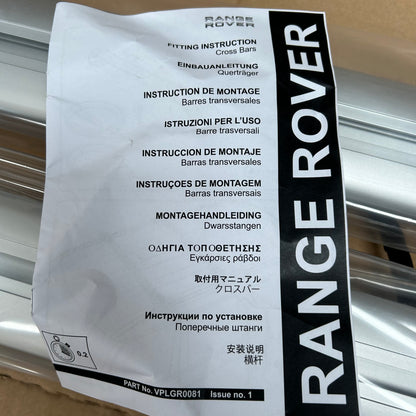 RANGE
ROVER
FITTING INSTRUCTION
Cross Bars
EINBAUANLEITUNG
Querträger
INSTRUCTION DE MONTAGE
Barres transversales
ISTRUZIONI PER L'USO
Barre trasversali
INSTRUCCION DE MONTAJE
Barras transversales
INSTRUÇOES DE MONTAGEM
Barras transversais
MONTAGEHANDLEIDING
Dwarsstangen
ΟΔΗΓΙΑ ΤΟΠΟΘΕΤΗΣΗΣ
Εγκάρσιες ράβδοι
取付用マニュアル
クロスバー
Инструкции по установке
Поперечные штанги
安装说明
横杆
0.2
PART No. VPLGR0081 Issue no. 1
RANGE ROVER